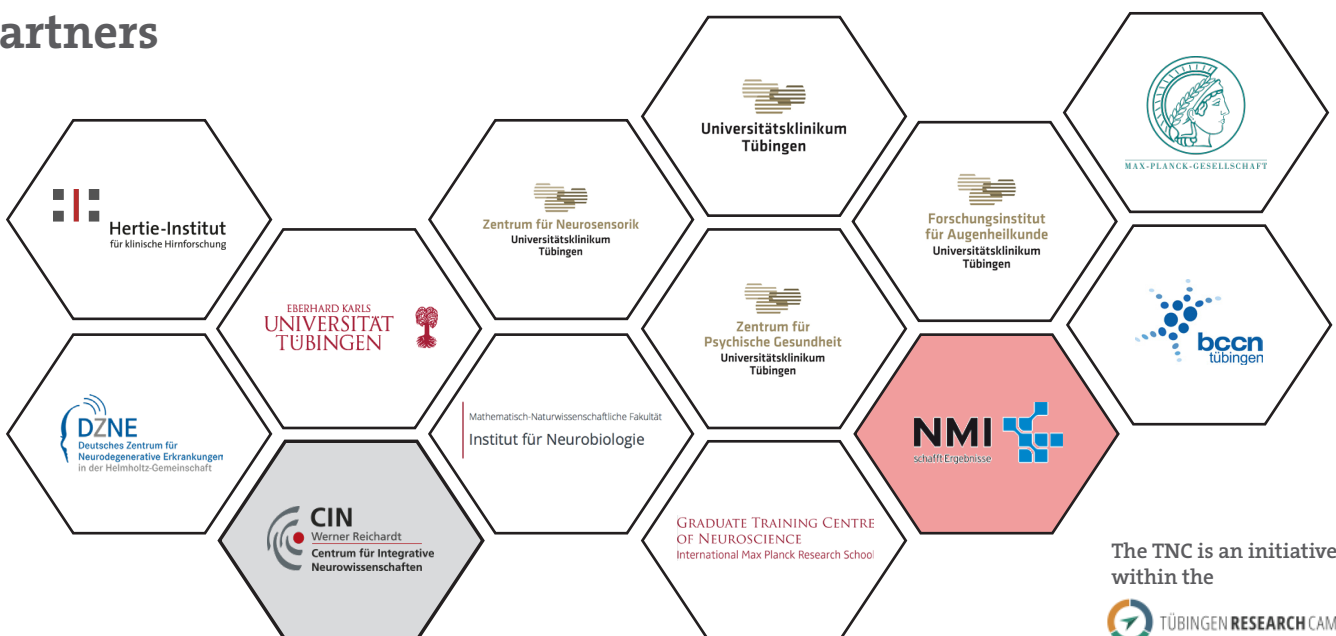 artners
Universitätsklinikum
Tübingen
MAX-PLANCK-GESELLSCHAFT
Hertie-Institut
für klinische Hirnforschung
Zentrum für Neurosensorik
Universitätsklinikum
Tübingen
Forschungsinstitut
für Augenheilkunde
Universitätsklinikum
Tübingen
EBERHARD KARLS
UNIVERSITÄT
TÜBINGEN
Zentrum für
Psychische Gesundheit
Universitätsklinikum
Tübingen
bccn
tübingen
DZNE
Deutsches Zentrum für
Neurodegenerative Erkrankungen
in der Helmholtz-Gemeinschaft
Mathematisch-Naturwissenschaftliche Fakultät
Institut für Neurobiologie
NMI
schafft Ergebnisse
CIN
Werner Reichardt
Centrum für Integrative
Neurowissenschaften
GRADUATE TRAINING CENTRE
OF NEUROSCIENCE
International Max Planck Research School
The TNC is an initiative
within the
TÜBINGEN RESEARCH CAM